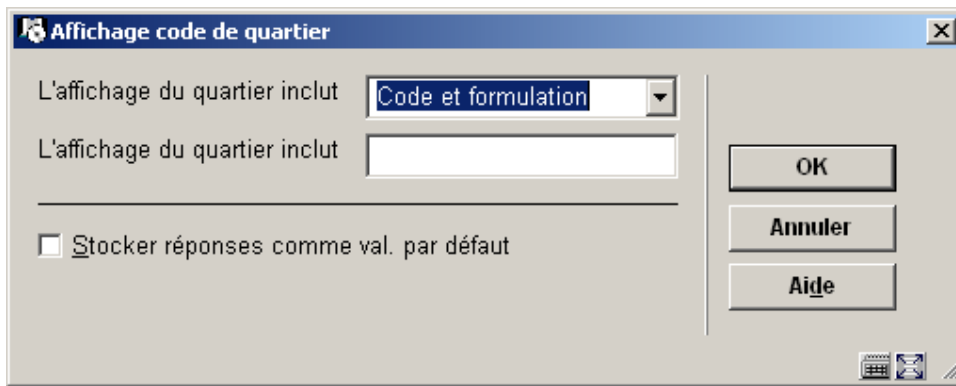 Affichage code de quartier
L'affichage du quartier inclut Code et formulation
L'affichage du quartier inclut
OK
Annuler
Stocker réponses comme val. par défaut
Aide